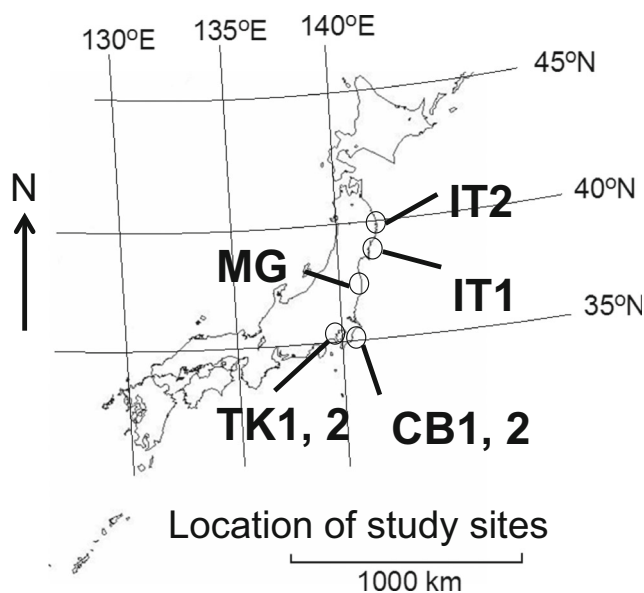 130°E
135°E
140°E
45°N
N
40°N
IT2
MG
IT1
35°N
TK1, 2
CB1, 2
Location of study sites
1000 km